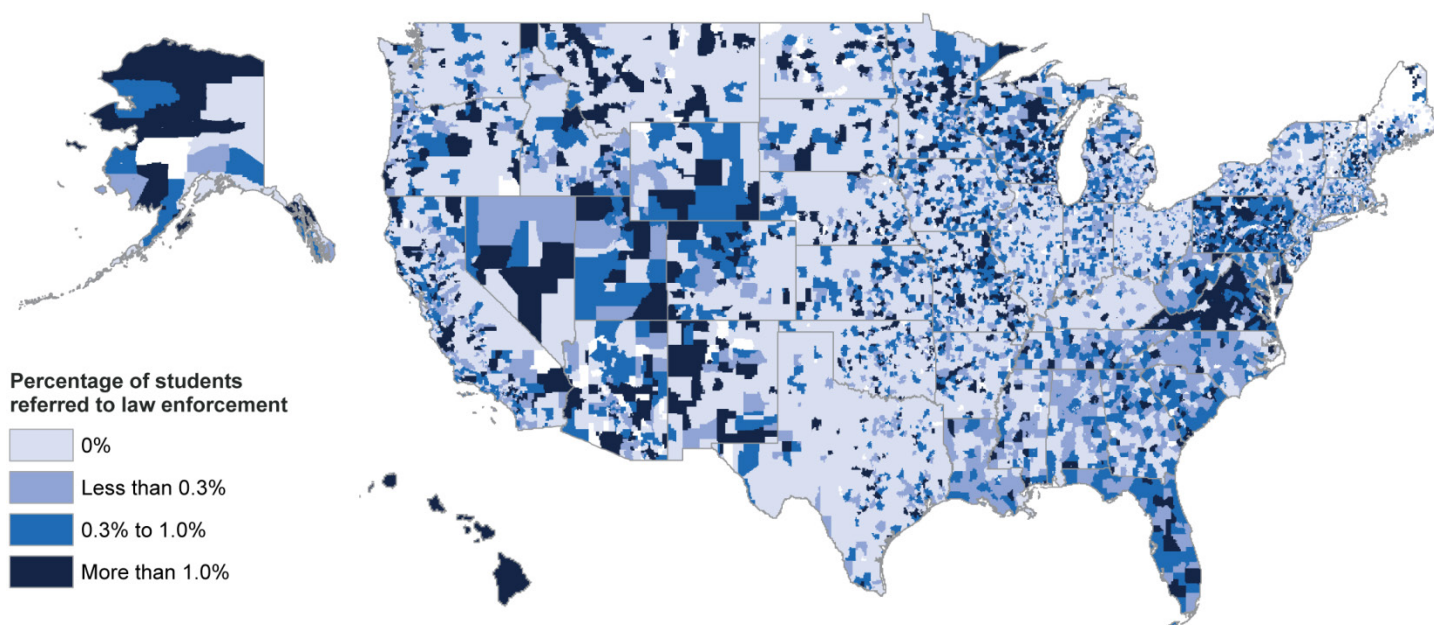 Percentage of students
referred to law enforcement
0%
Less than 0.3%
0.3% to 1.0%
More than 1.0%